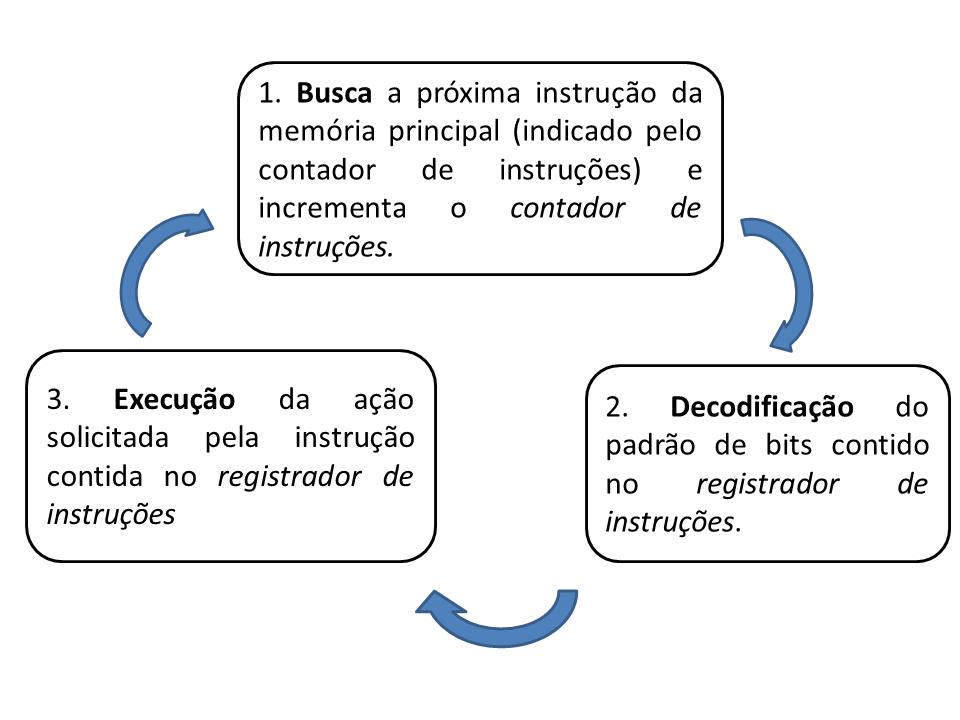 1. Busca a próxima instrução da
memória principal (indicado pelo
contador de instruções) e
incrementa o contador de
instruções.
3. Execução da ação
solicitada pela instrução
contida no registrador de
instruções
2. Decodificação do
padrão de bits contido
no registrador de
instruções.